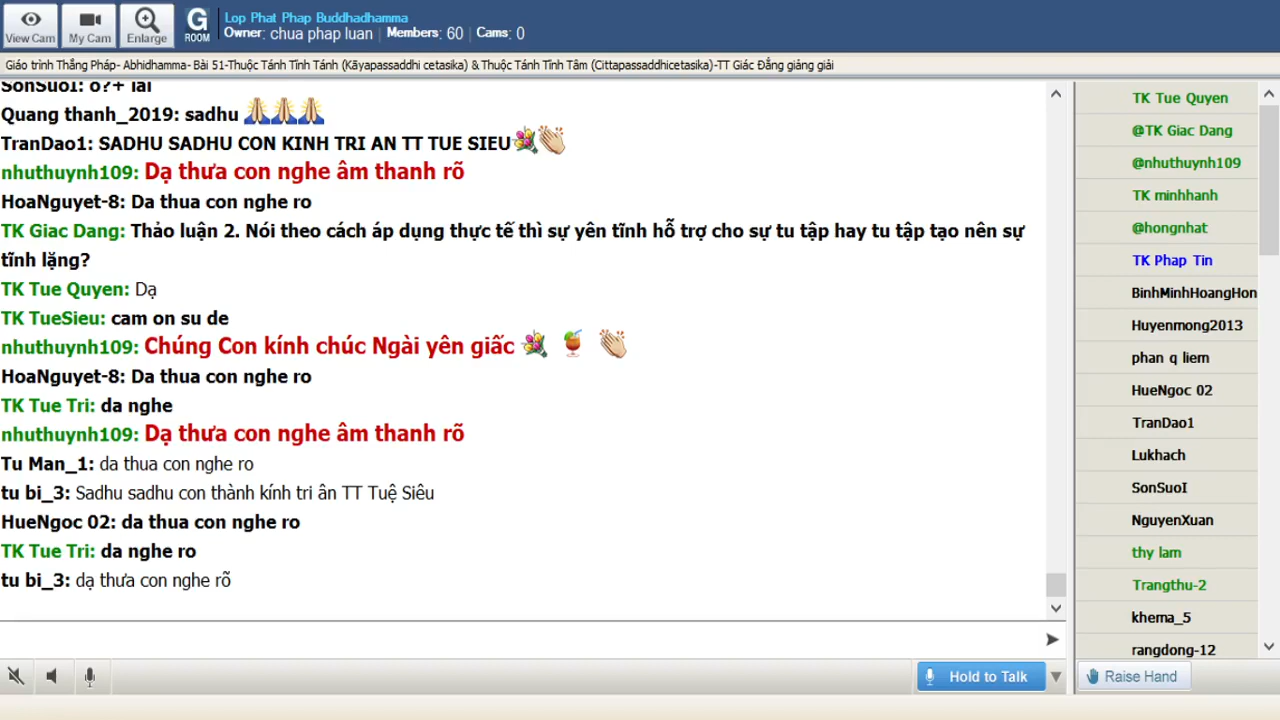 View Cam
My Cam
Enlarge
G
ROOM
Lop Phat Phap Buddhadhamma
Owner: chua phap luan | Members: 60 | Cams: 0
Giáo trình Thắng Pháp- Abhidhamma- Bài 51-Thuộc Tánh Tĩnh Tánh (Kāyapassaddhi cetasika) & Thuộc Tánh Tĩnh Tâm (Cittapassaddhicetasika)-TT Giác Đẳng giảng giải
SonSuoI: o?+ lai
Quang thanh_2019: sadhu
TranDao1: SADHU SADHU CON KINH TRI AN TT TUE SIEU
nhuthuynh109: Dạ thưa con nghe âm thanh rõ
HoaNguyet-8: Da thua con nghe ro
TK Giac Dang: Thảo luận 2. Nói theo cách áp dụng thực tế thì sự yên tĩnh hỗ trợ cho sự tu tập hay tu tập tạo nên sự
tĩnh lặng?
TK Tue Quyen: Dạ
TK TueSieu: cam on su de
nhuthuynh109: Chúng Con kính chúc Ngài yên giấc
HoaNguyet-8: Da thua con nghe ro
TK Tue Tri: da nghe
nhuthuynh109: Dạ thưa con nghe âm thanh rõ
Tu Man_1: da thua con nghe ro
tu bi_3: Sadhu sadhu con thành kính tri ân TT Tuệ Siêu
HueNgoc 02: da thua con nghe ro
TK Tue Tri: da nghe ro
tu bi_3: dạ thưa con nghe rõ
TK Tue Quyen
@TK Giac Dang
@nhuthuynh109
TK minhhanh
@hongnhat
TK Phap Tin
BinhMinhHoangHon
Huyenmong2013
phan q liem
HueNgoc 02
TranDao1
Lukhach
SonSuoI
NguyenXuan
thy lam
Trangthu-2
khema_5
rangdong-12
Hold to Talk
Raise Hand